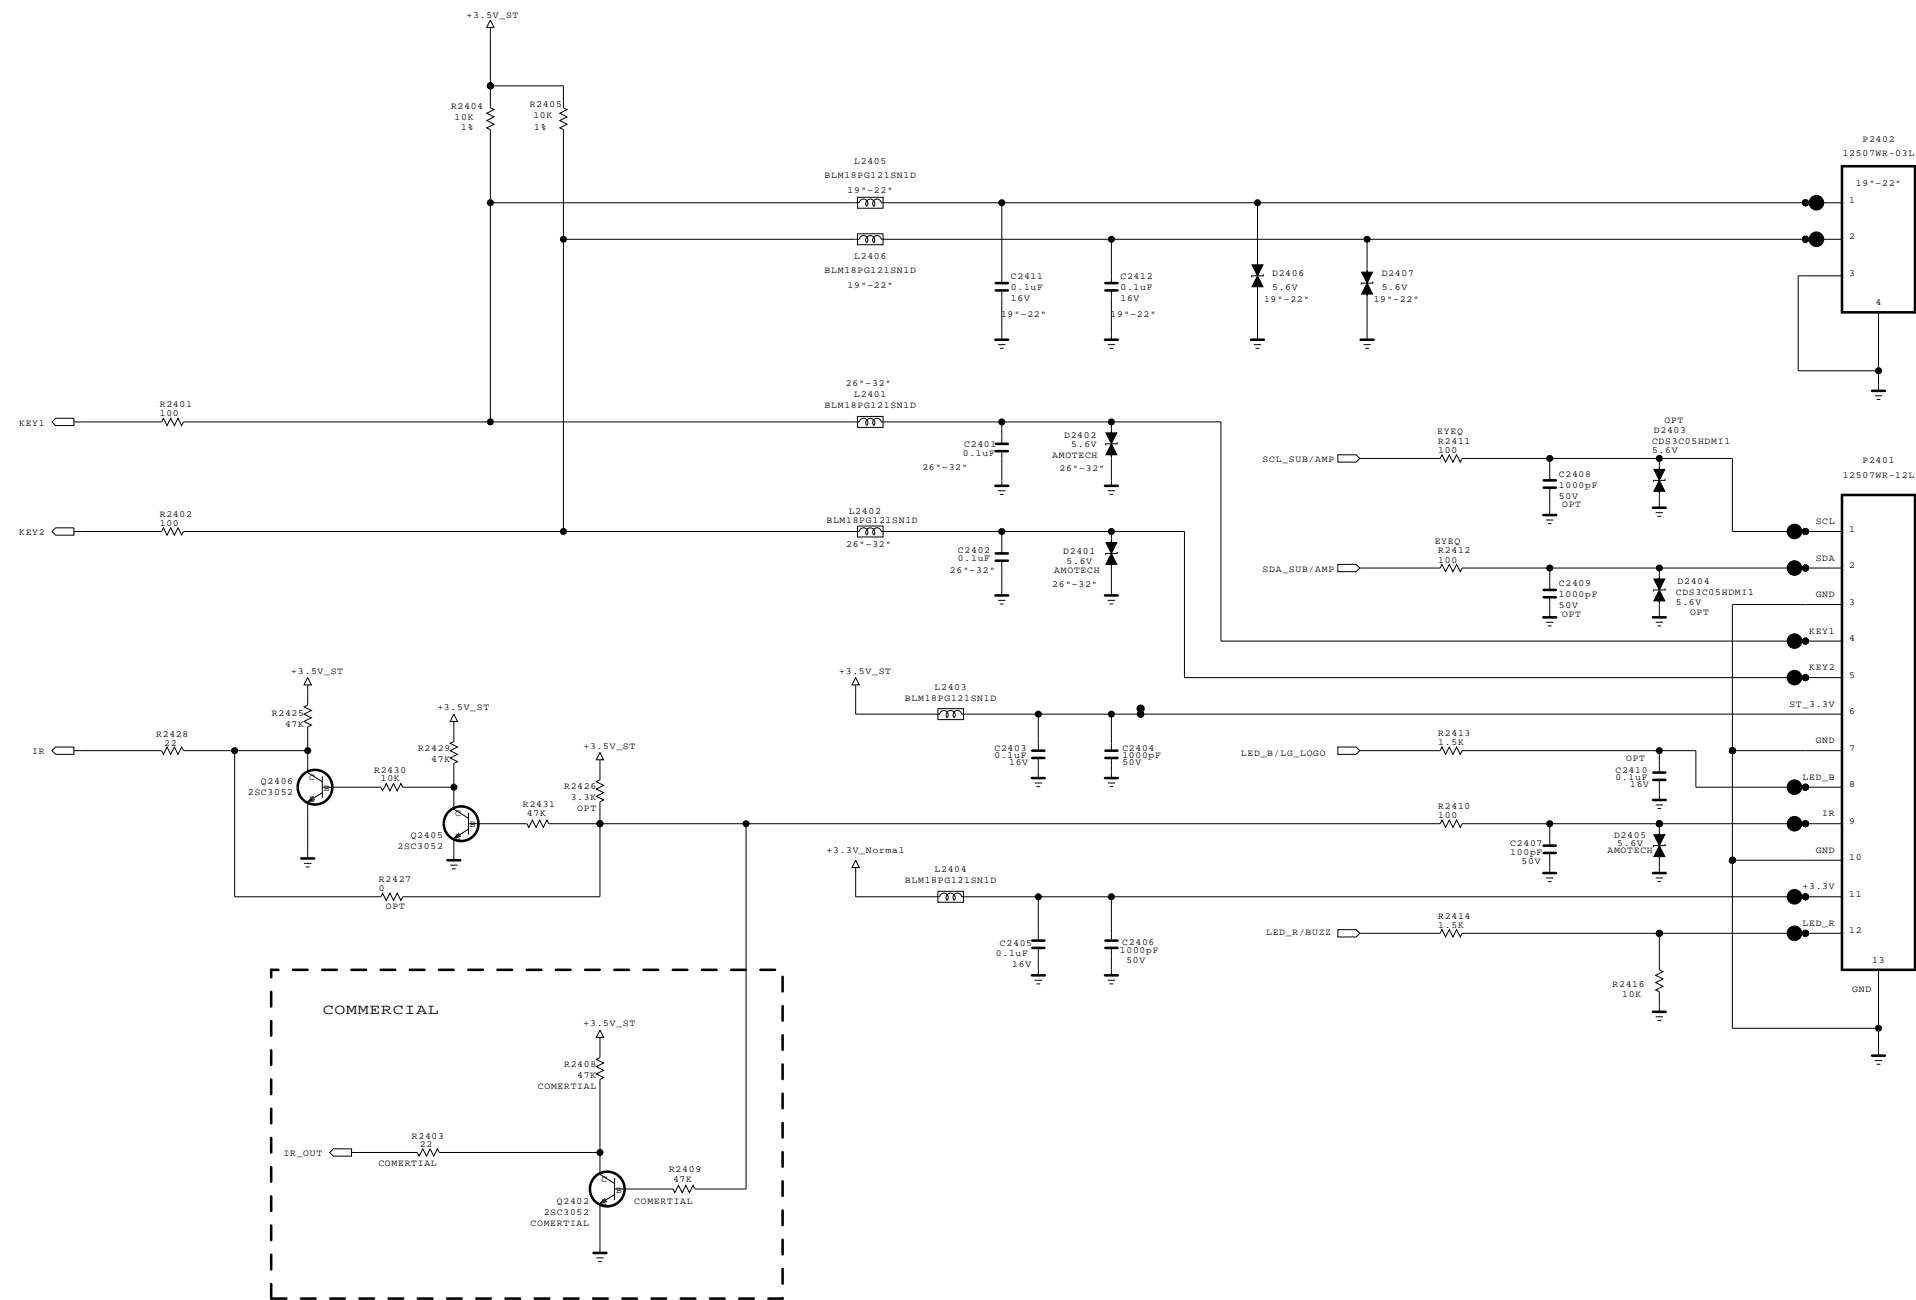 +3.5V_ST
R2404
10K
1%
R2405
10K
1%
L2405
BLM18PG121SN1D
19"-22"
L2406
BLM18PG121SN1D
19"-22"
C2411
0.1uF
16V
19"-22"
C2412
0.1uF
16V
19"-22"
D2406
5.6V
19"-22"
D2407
5.6V
19"-22"
P2402
12507WR-03L
19"-22"
1
2
3
4
KEY1
R2401
100
26"-32"
L2401
BLM18PG121SN1D
C2401
0.1uF
26"-32"
D2402
5.6V
AMOTECH
26"-32"
KEY2
R2402
100
L2402
BLM18PG121SN1D
26"-32"
C2402
0.1uF
26"-32"
D2401
5.6V
AMOTECH
26"-32"
SCL_SUB/AMP
EYEQ
R2411
100
C2408
1000pF
50V
OPT
OPT
D2403
CDS3C05HDMI1
5.6V
SDA_SUB/AMP
EYEQ
R2412
100
C2409
1000pF
50V
OPT
D2404
CDS3C05HDMI1
5.6V
OPT
P2401
12507WR-12L
SCL
1
SDA
2
GND
3
KEY1
4
KEY2
5
ST_3.3V
6
GND
7
LED_B
8
IR
9
GND
10
+3.3V
11
LED_R
12
13
GND
+3.5V_ST
L2403
BLM18PG121SN1D
C2403
0.1uF
16V
C2404
1000pF
50V
LED_B/LG_LOGO
R2413
1.5K
OPT
C2410
0.1uF
16V
R2410
100
C2407
100pF
50V
D2405
5.6V
AMOTECH
+3.3V_Normal
L2404
BLM18PG121SN1D
C2405
0.1uF
16V
C2406
1000pF
50V
LED_R/BUZZ
R2414
1.5K
R2416
10K
IR
R2428
22
+3.5V_ST
R2425
47K
Q2406
2SC3052
C
B
R2430
10K
+3.5V_ST
R2429
47K
Q2405
2SC3052
C
B
R2431
47K
+3.5V_ST
R2426
3.3K
OPT
R2427
0
OPT
COMMERCIAL
+3.5V_ST
R2408
47K
COMERTIAL
IR_OUT
R2403
22
COMERTIAL
Q2402
2SC3052
COMERTIAL
C
B
R2409
47K
COMERTIAL